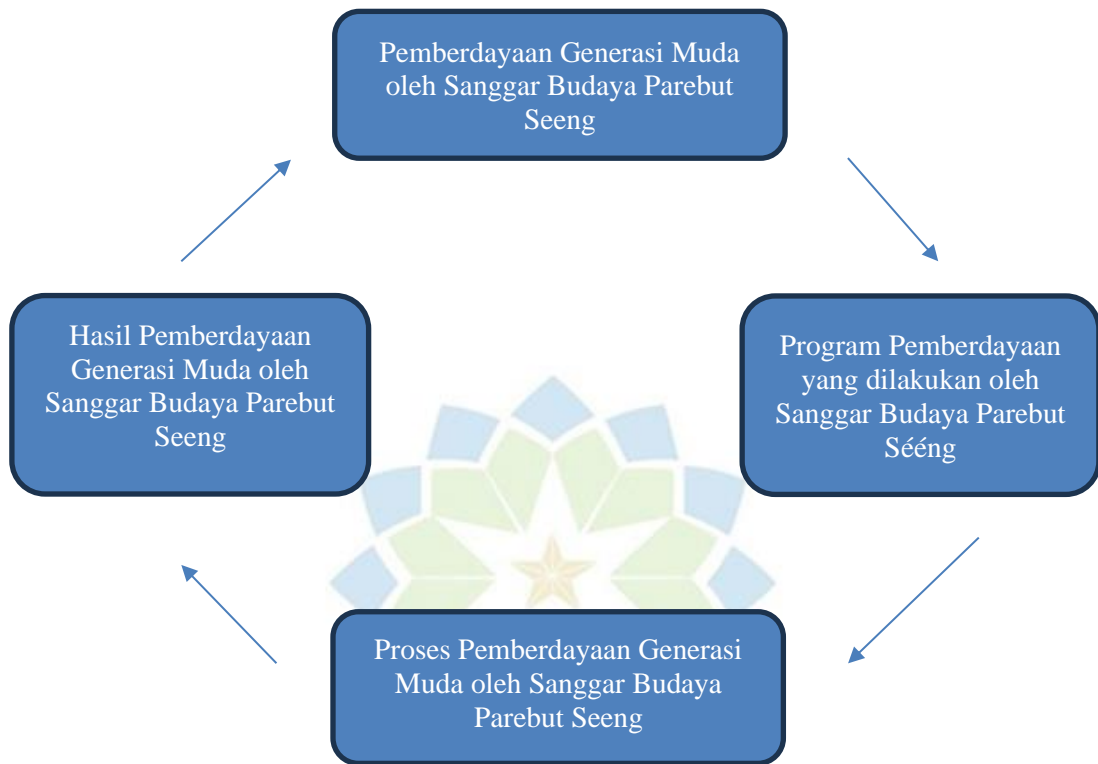 Pemberdayaan Generasi Muda
oleh Sanggar Budaya Parebut
Seeng
Hasil Pemberdayaan
Generasi Muda oleh
Sanggar Budaya Parebut
Seeng
Program Pemberdayaan
yang dilakukan oleh
Sanggar Budaya Parebut
Sééng
Proses Pemberdayaan Generasi
Muda oleh Sanggar Budaya
Parebut Seeng